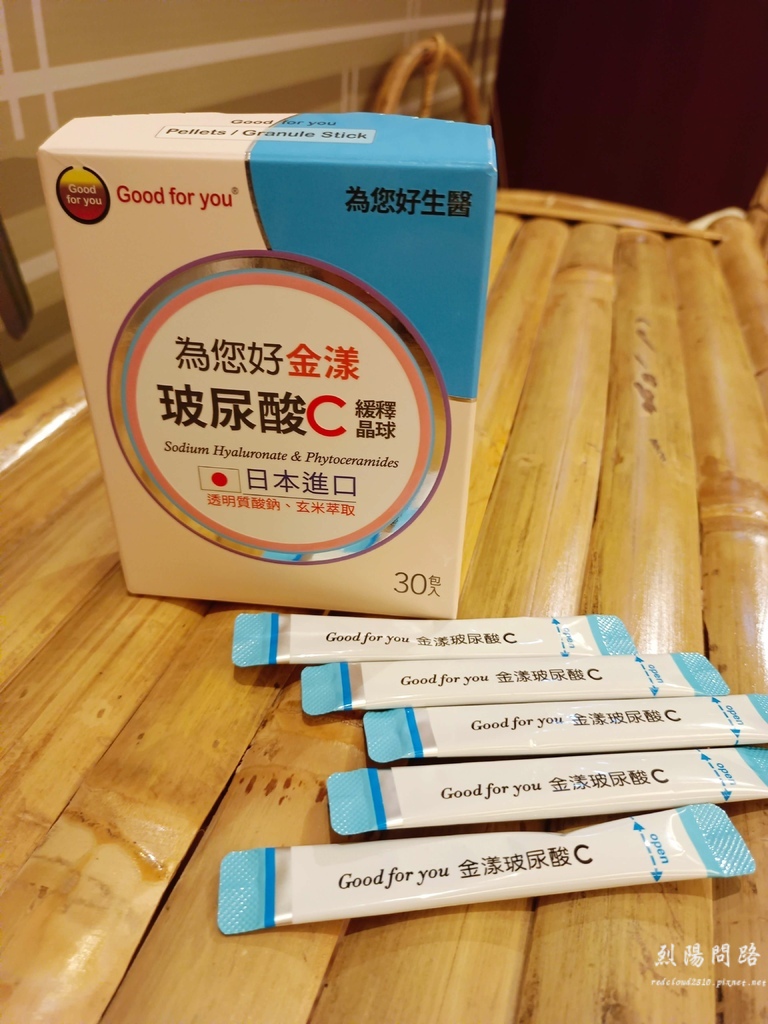 Good for you
Pellets / Granule Stick
Good
for you
Good for you®
為您好生醫
為您好金漾
玻尿酸C緩釋
晶球
Sodium Hyaluronate & Phytoceramides
日本進口
透明質酸鈉、玄米萃取
30包入
Good for you 金漾玻尿酸C
open
Good for you 金漾玻尿酸C
open
Good for you 金漾玻尿酸C
open
Good for you 金漾玻尿酸C
open
Good for you 金漾玻尿酸C
open
烈陽問路
redcloud2810.pixnet.net